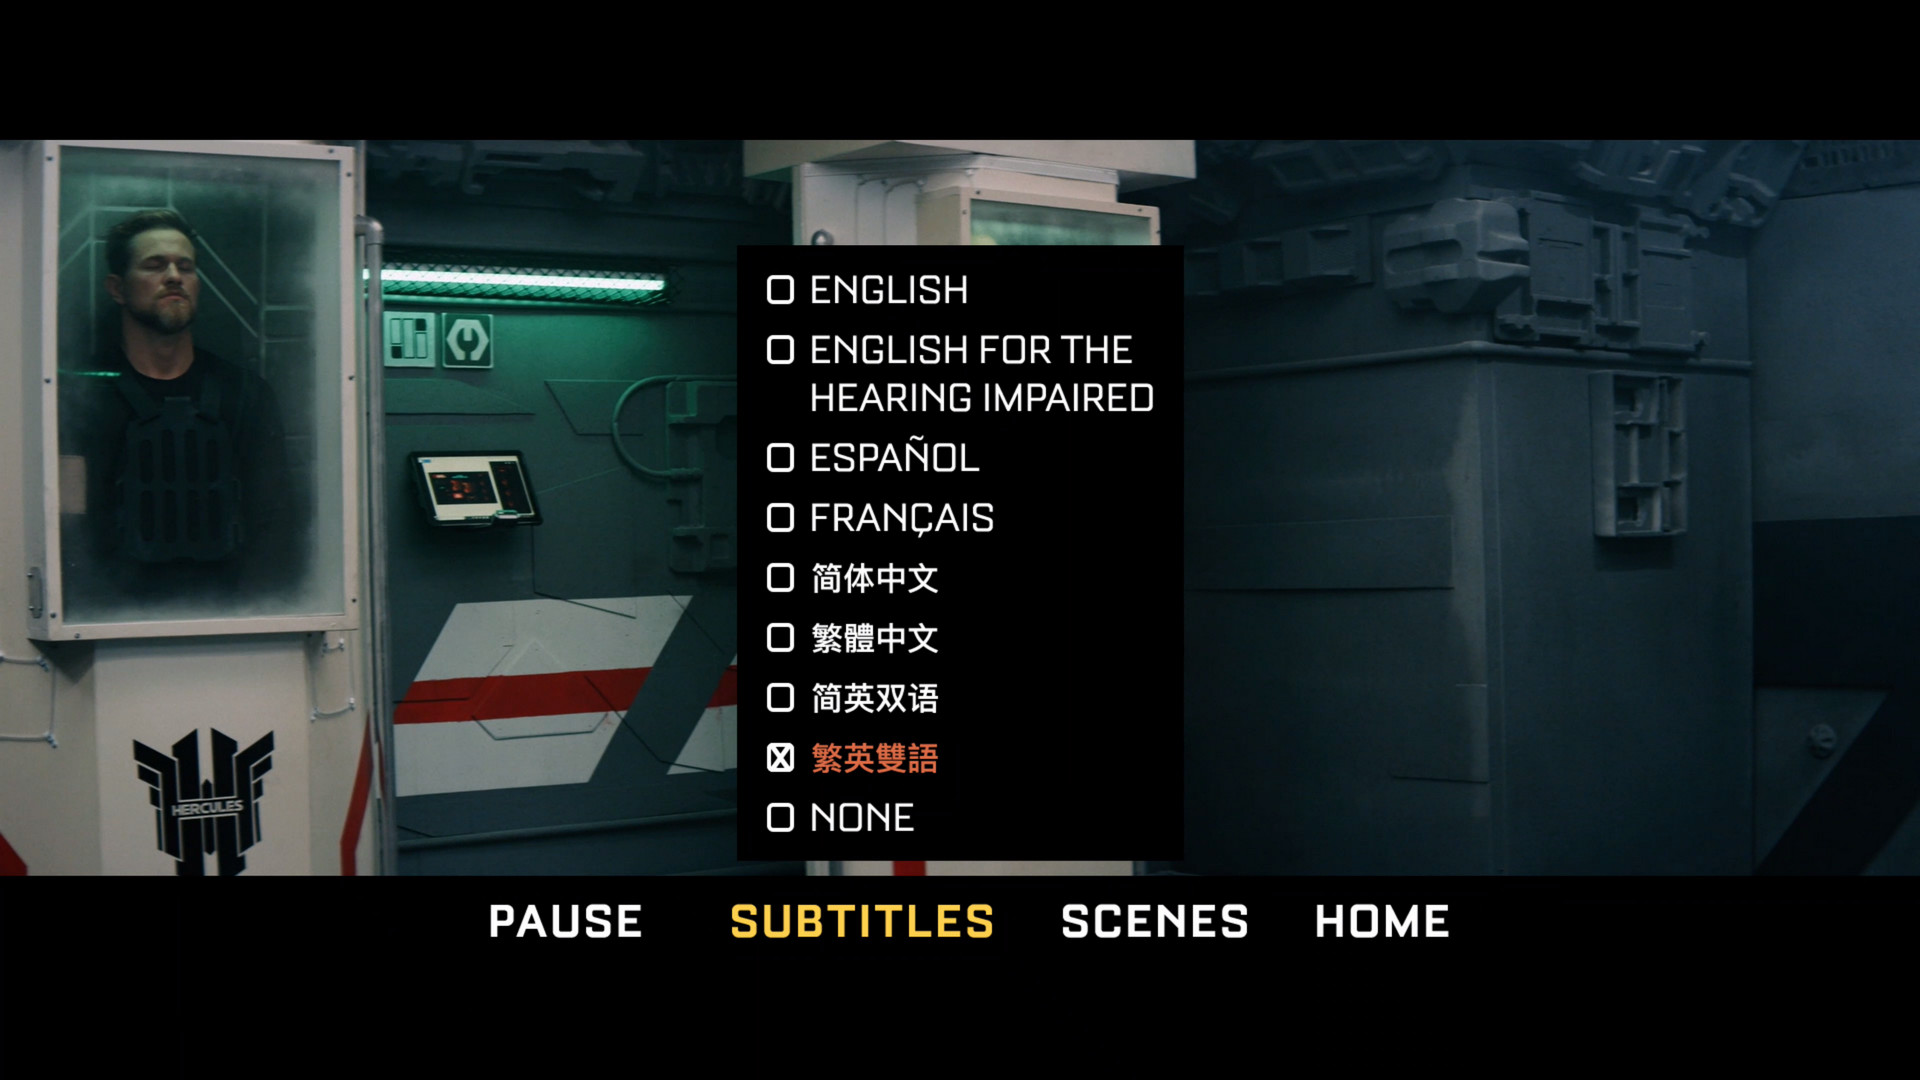 ENGLISH
ENGLISH FOR THE
HEARING IMPAIRED
ESPAÑOL
FRANÇAIS
简体中文
繁體中文
简英双语
繁英雙語
NONE
HERCULES
PAUSE SUBTITLES SCENES HOME